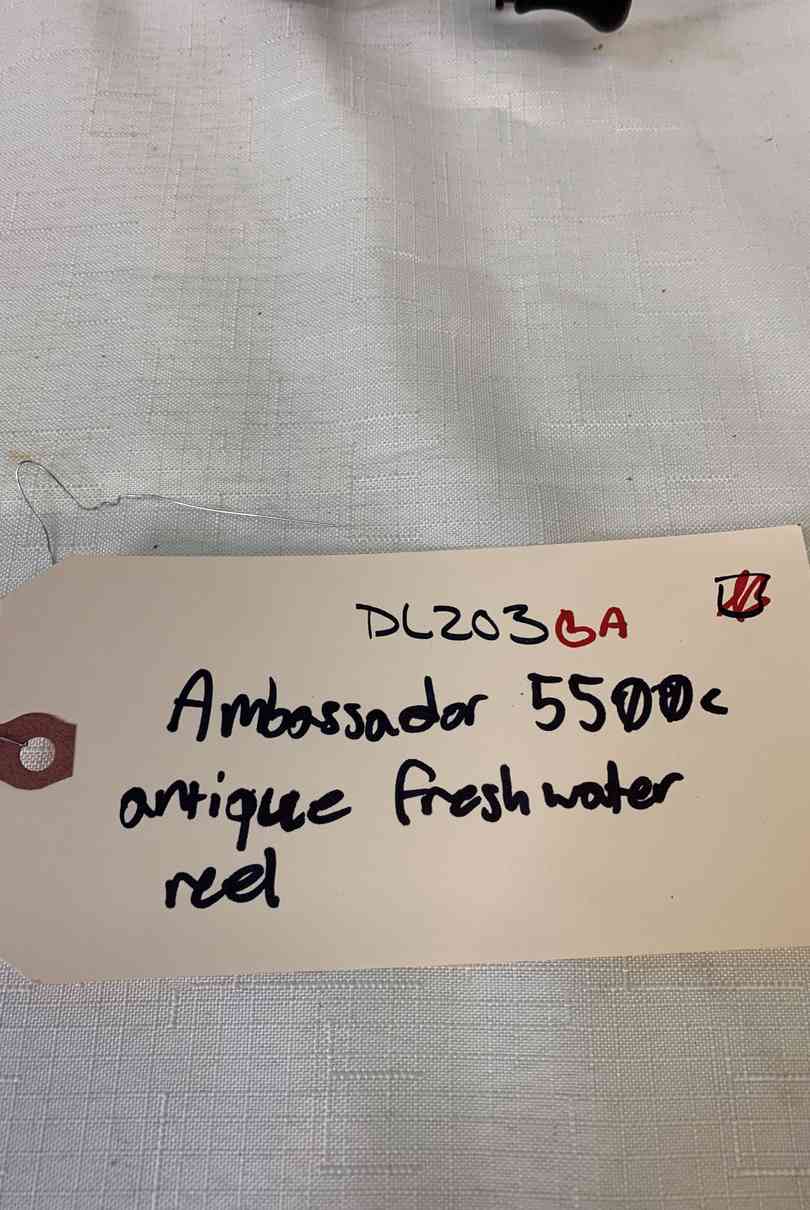 DL203BA
Ambassador 5500c
antique freshwater
reel